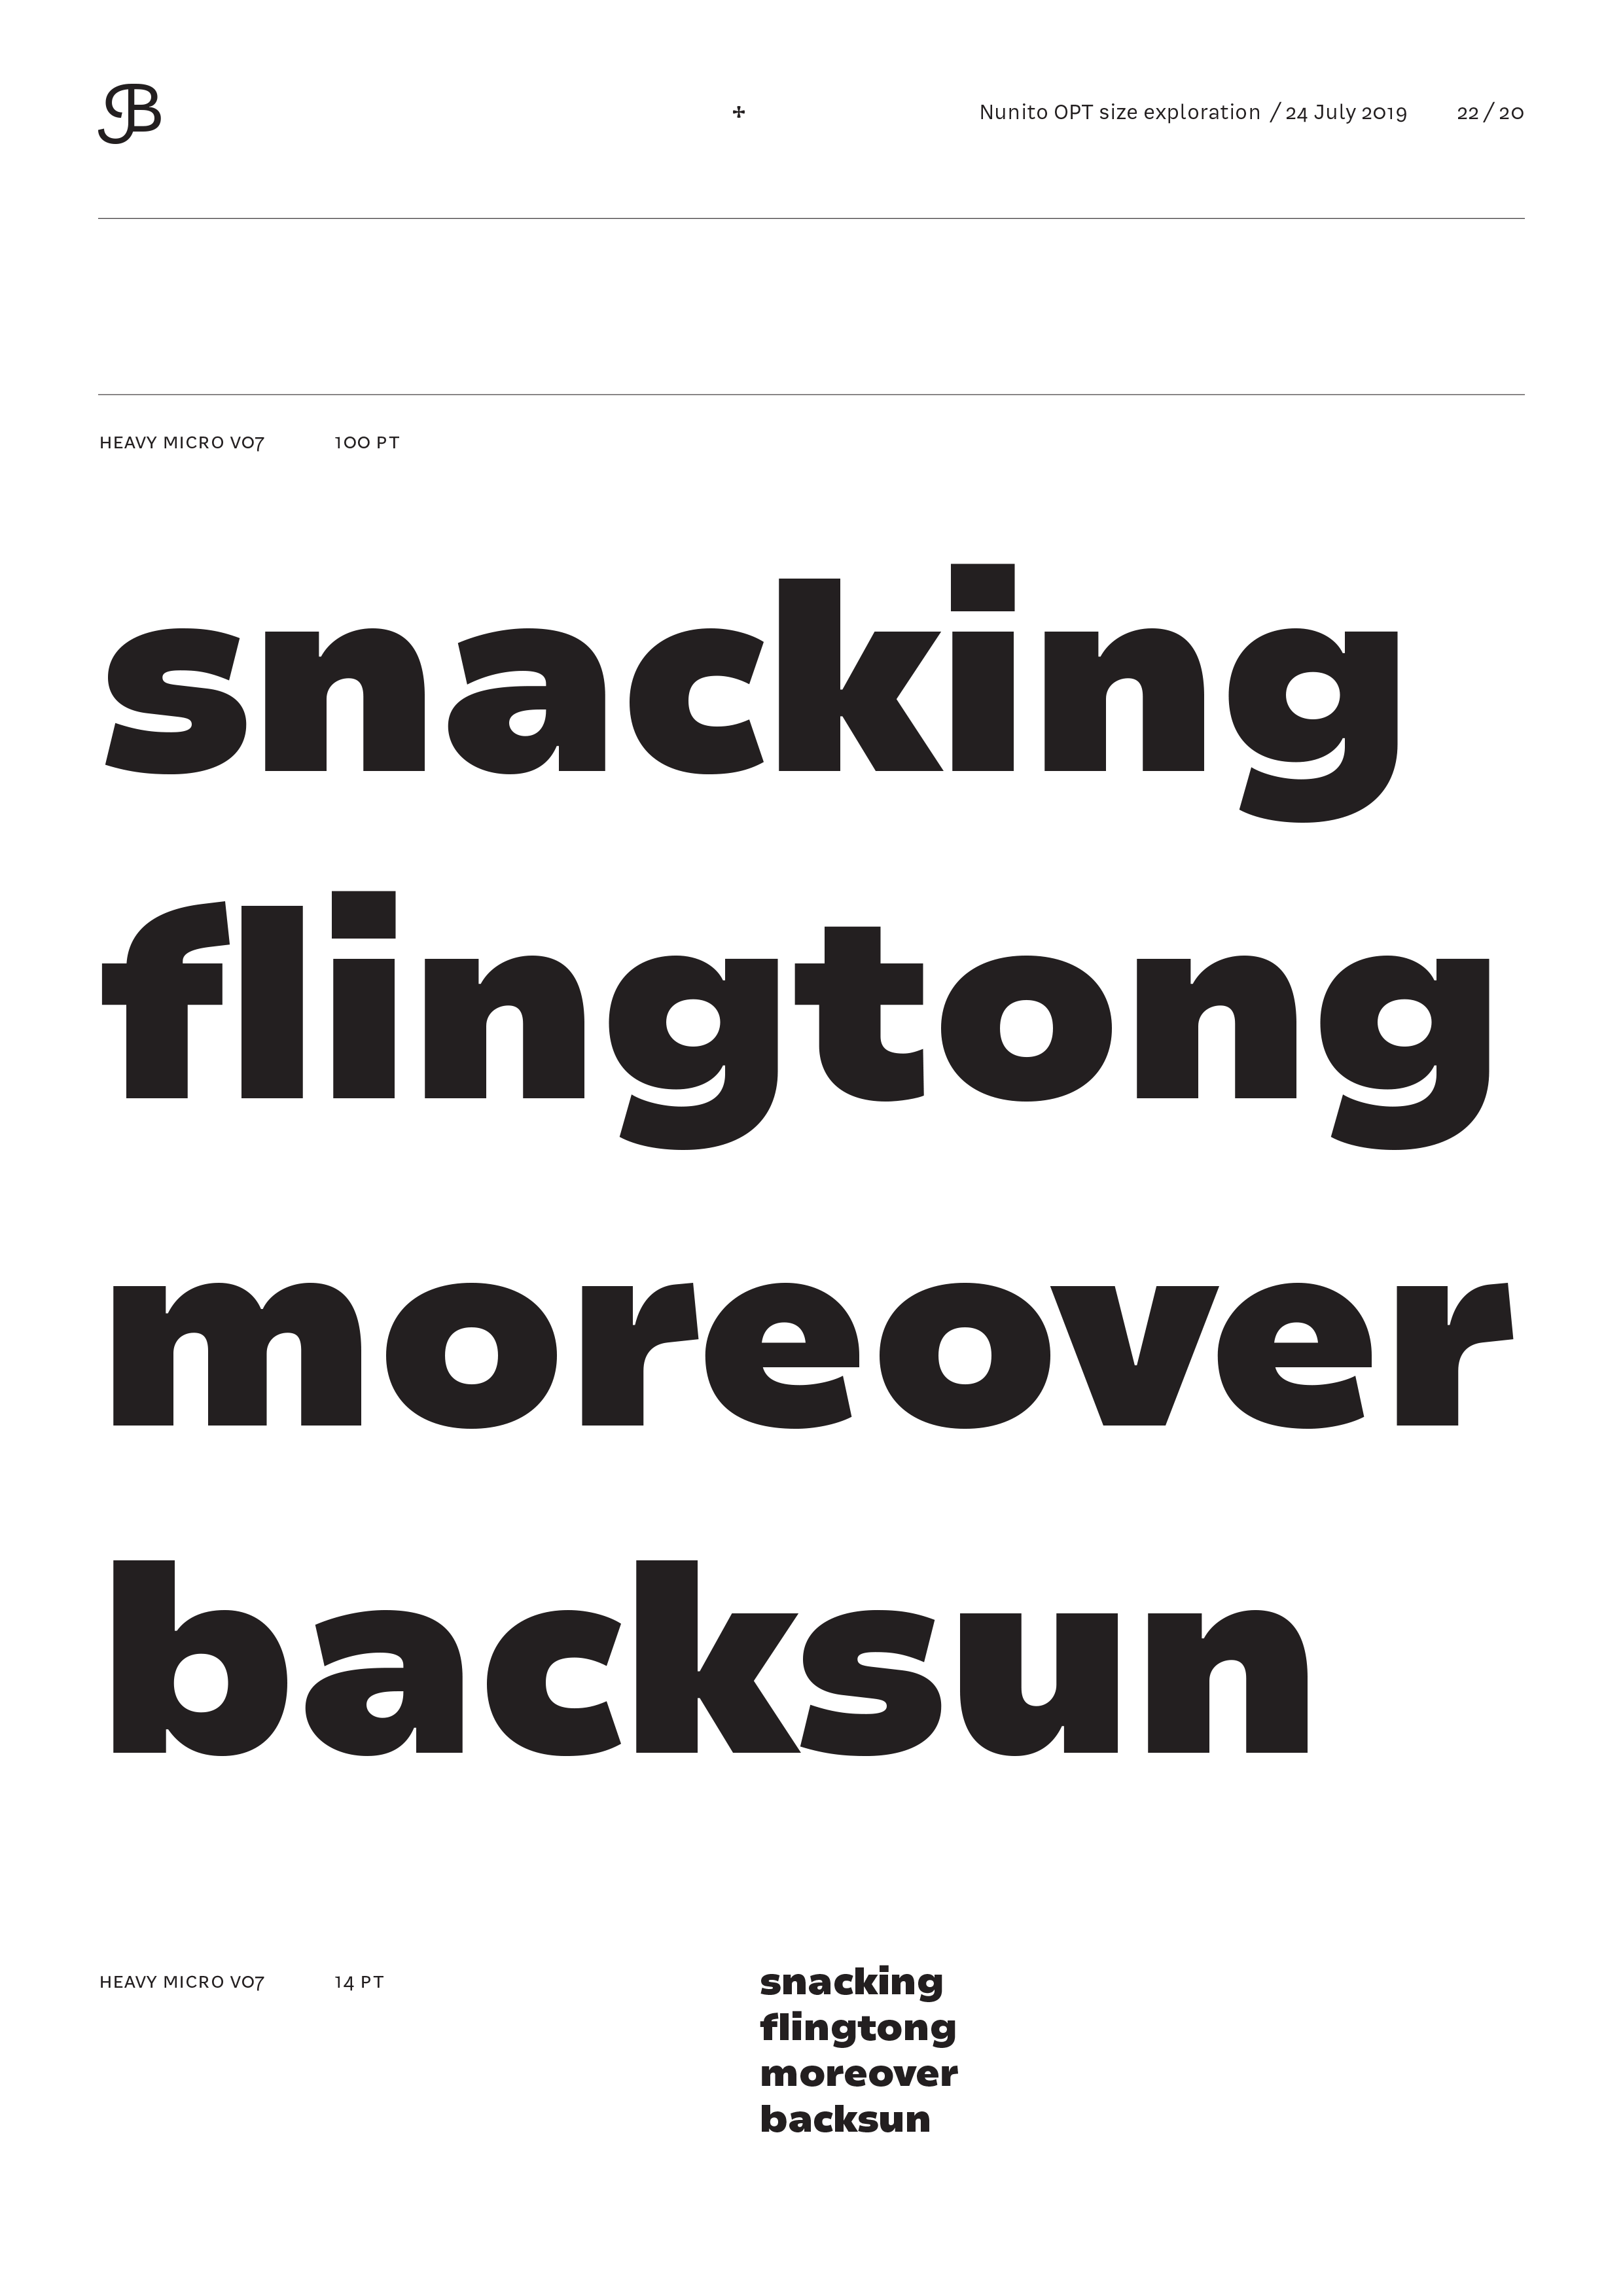 JB
Nunito OPT size exploration / 24 July 2019 22 / 20
HEAVY MICRO V07 100 PT
snacking
flingtong
moreover
backsun
HEAVY MICRO V07 14 PT
snacking
flingtong
moreover
backsun